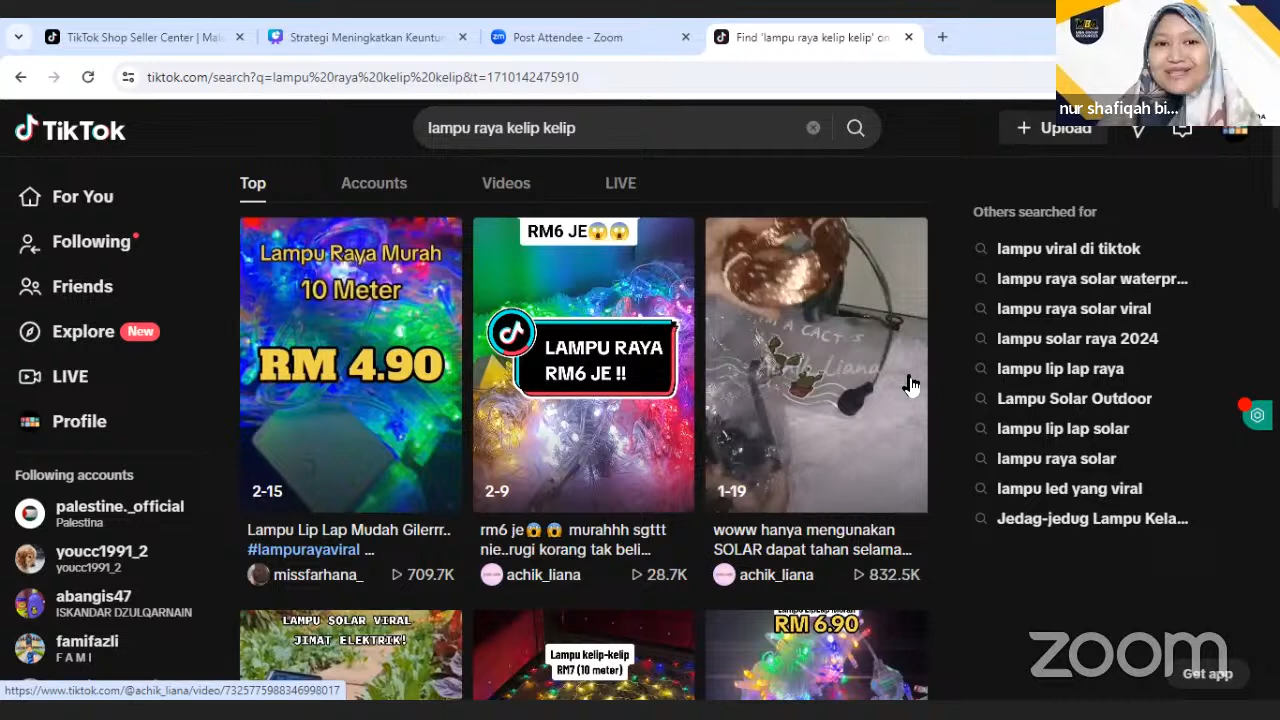 TikTok Shop Seller Center | Mal
Strategi Meningkatkan Keuntu
Post Attendee - Zoom
Find 'lampu raya kelip kelip' on
tiktok.com/search?q=lampu%20raya%20kelip%20kelip&t=1710142475910
nur shafiqah bi...
TikTok
lampu raya kelip kelip
Upload
Top
Accounts
Videos
LIVE
For You
Following
Friends
Explore New
LIVE
Profile
Following accounts
palestine._official
Palestina
youcc1991_2
youcc1991_2
abangis47
ISKANDAR DZULQARNAIN
famifazli
F A M I
Lampu Raya Murah
10 Meter
RM 4.90
2-15
Lampu Lip Lap Mudah Gilerrr..
#lampurayaviral ...
missfarhana_
709.7K
RM6 JE😱😱
LAMPU RAYA
RM6 JE !!
2-9
rm6 je😱😱 murahhh sgttt
nie..rugi korang tak beli...
achik_liana
28.7K
1-19
woww hanya mengunakan
SOLAR dapat tahan selama...
achik_liana
832.5K
LAMPU SOLAR VIRAL
JIMAT ELEKTRIK!
Lampu kelip-kelip
RM7 (10 meter)
RM 6.90
Others searched for
lampu viral di tiktok
lampu raya solar waterpr...
lampu raya solar viral
lampu solar raya 2024
lampu lip lap raya
Lampu Solar Outdoor
lampu lip lap solar
lampu raya solar
lampu led yang viral
Jedag-jedug Lampu Kela...
zoom
Get app
https://www.tiktok.com/@achik_liana/video/7325775988346998017